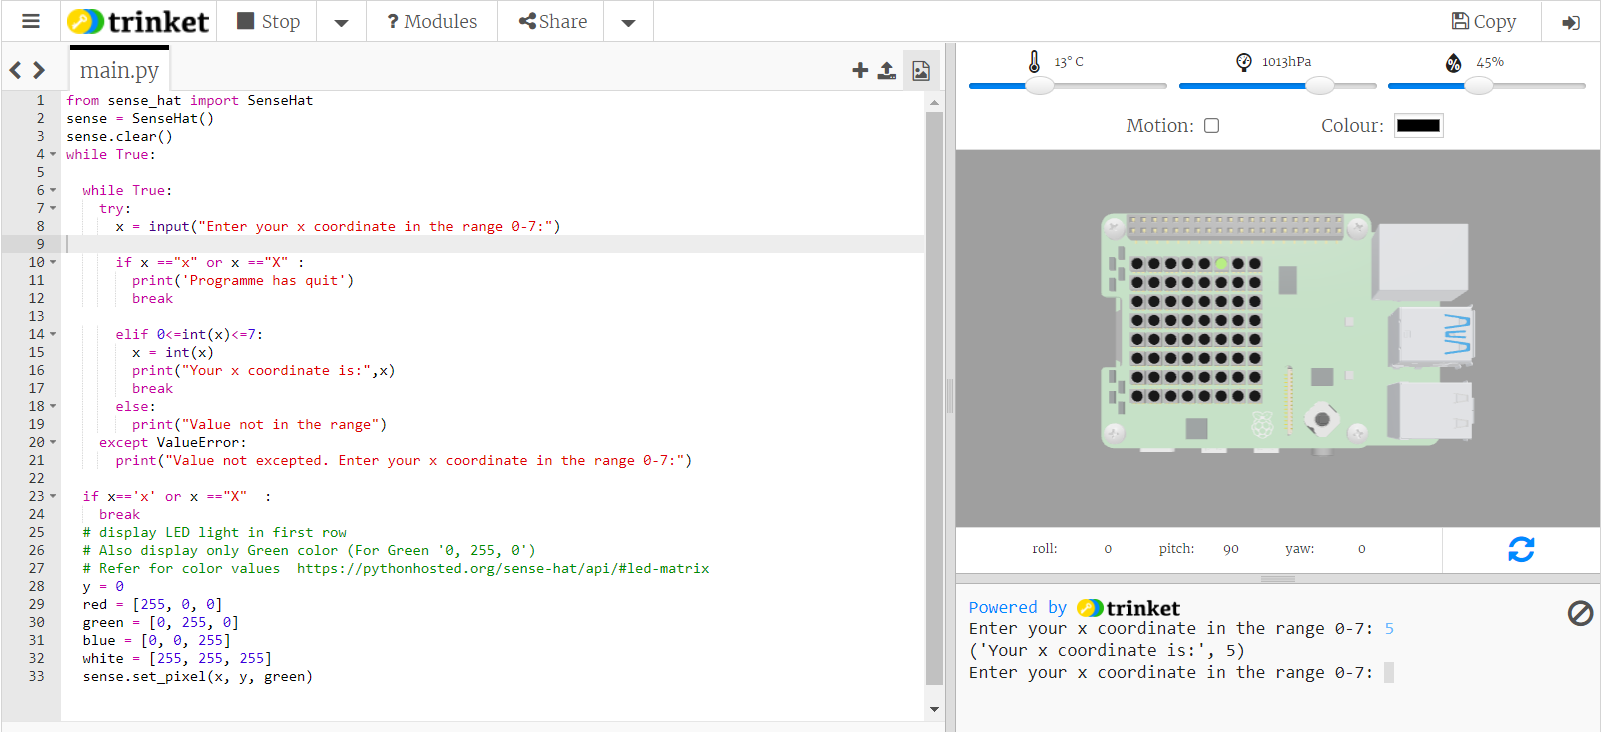 trinket Stop ? Modules Share Copy
main.py
1 from sense_hat import SenseHat
2 sense = SenseHat()
3 sense.clear()
4 while True:
5
6   while True:
7     try:
8       x = input("Enter your x coordinate in the range 0-7:")
9
10       if x =="x" or x =="X" :
11         print('Programme has quit')
12         break
13
14       elif 0<=int(x)<=7:
15         x = int(x)
16         print("Your x coordinate is:",x)
17         break
18       else:
19         print("Value not in the range")
20     except ValueError:
21       print("Value not excepted. Enter your x coordinate in the range 0-7:")
22
23   if x=='x' or x =="X"  :
24     break
25   # display LED light in first row
26   # Also display only Green color (For Green '0, 255, 0')
27   # Refer for color values  https://pythonhosted.org/sense-hat/api/#led-matrix
28   y = 0
29   red = [255, 0, 0]
30   green = [0, 255, 0]
31   blue = [0, 0, 255]
32   white = [255, 255, 255]
33   sense.set_pixel(x, y, green)
13° C 1013hPa % 45%
Motion: Colour:
roll: 0 pitch: 90 yaw: 0
Powered by trinket
Enter your x coordinate in the range 0-7: 5
('Your x coordinate is:', 5)
Enter your x coordinate in the range 0-7: